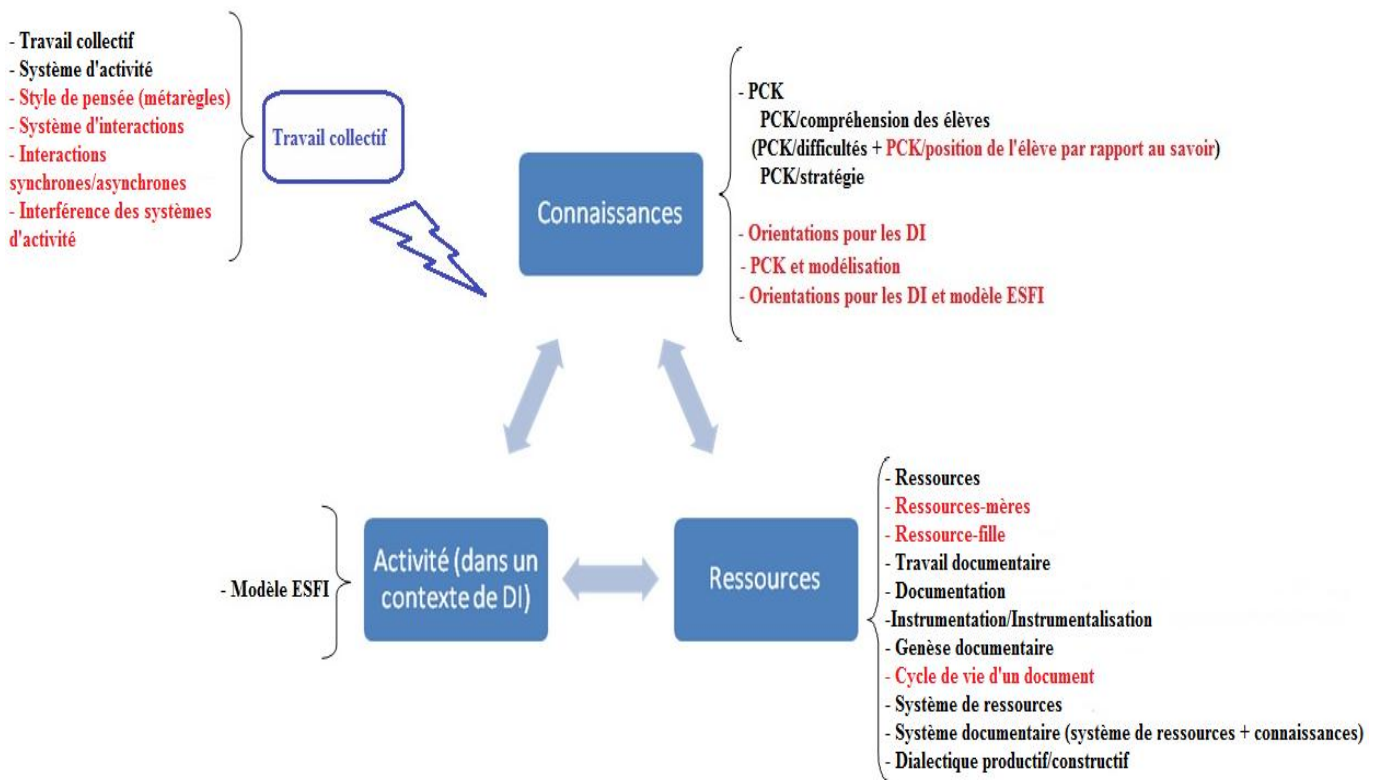 - Travail collectif
- Système d'activité
- Style de pensée (métarègles)
- Système d'interactions
- Interactions
synchrones/asynchrones
- Interférence des systèmes
d'activité
Travail collectif
Connaissances
- PCK
PCK/compréhension des élèves
(PCK/difficultés + PCK/position de l'élève par rapport au savoir)
PCK/stratégie
- Orientations pour les DI
- PCK et modélisation
- Orientations pour les DI et modèle ESFI
- Modèle ESFI
Activité (dans un
contexte de DI)
Ressources
- Ressources
- Ressources-mères
- Ressource-fille
- Travail documentaire
- Documentation
-Instrumentation/Instrumentalisation
- Genèse documentaire
- Cycle de vie d'un document
- Système de ressources
- Système documentaire (système de ressources + connaissances)
- Dialectique productif/constructif